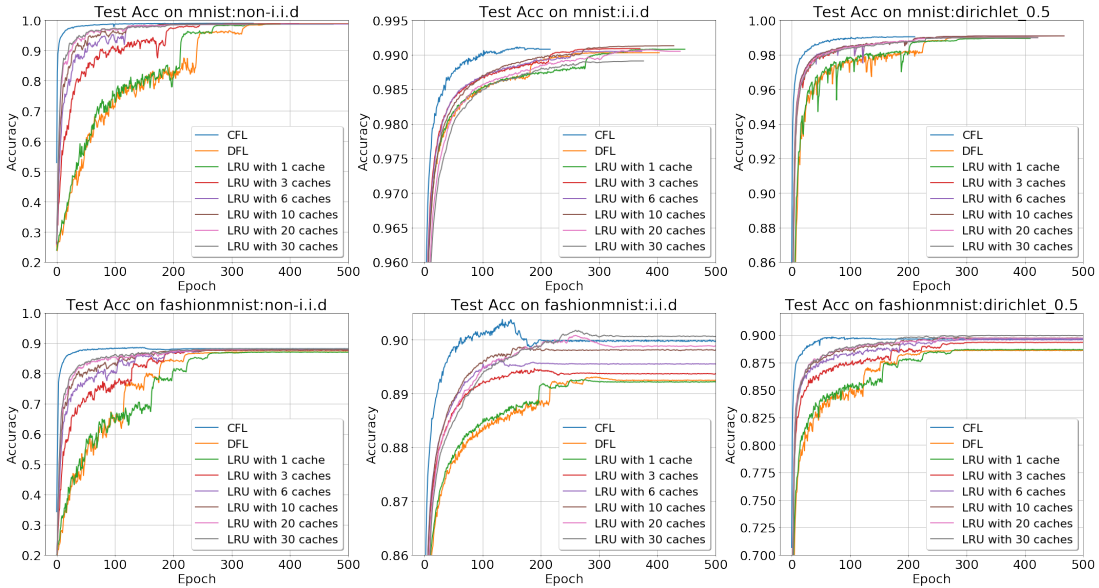 Test Acc on mnist:non-i.i.d
Accuracy
1.0
0.9
0.8
0.7
0.6
0.5
0.4
0.3
0.2
CFL
DFL
LRU with 1 cache
LRU with 3 caches
LRU with 6 caches
LRU with 10 caches
LRU with 20 caches
LRU with 30 caches
0 100 200 300 400 500
Epoch
Test Acc on mnist:i.i.d
Accuracy
0.995
0.990
0.985
0.980
0.975
0.970
0.965
0.960
CFL
DFL
LRU with 1 cache
LRU with 3 caches
LRU with 6 caches
LRU with 10 caches
LRU with 20 caches
LRU with 30 caches
0 100 200 300 400 500
Epoch
Test Acc on mnist:dirichlet_0.5
Accuracy
1.00
0.98
0.96
0.94
0.92
0.90
0.88
0.86
CFL
DFL
LRU with 1 cache
LRU with 3 caches
LRU with 6 caches
LRU with 10 caches
LRU with 20 caches
LRU with 30 caches
0 100 200 300 400 500
Epoch
Test Acc on fashionmnist:non-i.i.d
Accuracy
1.0
0.9
0.8
0.7
0.6
0.5
0.4
0.3
0.2
CFL
DFL
LRU with 1 cache
LRU with 3 caches
LRU with 6 caches
LRU with 10 caches
LRU with 20 caches
LRU with 30 caches
0 100 200 300 400 500
Epoch
Test Acc on fashionmnist:i.i.d
Accuracy
0.90
0.89
0.88
0.87
0.86
CFL
DFL
LRU with 1 cache
LRU with 3 caches
LRU with 6 caches
LRU with 10 caches
LRU with 20 caches
LRU with 30 caches
0 100 200 300 400 500
Epoch
Test Acc on fashionmnist:dirichlet_0.5
Accuracy
0.900
0.875
0.850
0.825
0.800
0.775
0.750
0.725
0.700
CFL
DFL
LRU with 1 cache
LRU with 3 caches
LRU with 6 caches
LRU with 10 caches
LRU with 20 caches
LRU with 30 caches
0 100 200 300 400 500
Epoch